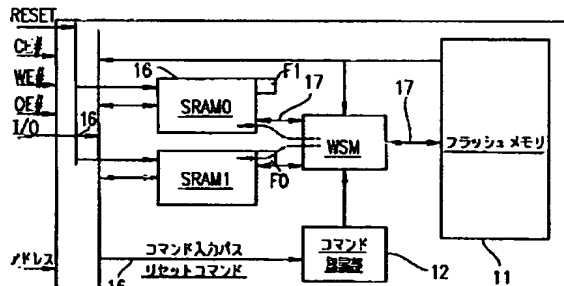 RESET
CE#
WE#
OE#
I/O
16
16
SRAM0
F1
17
SRAM1
F0
WSM
17
フラッシュメモリ
コマンド入力パス
リセットコマンド
16
コマンド
12
11